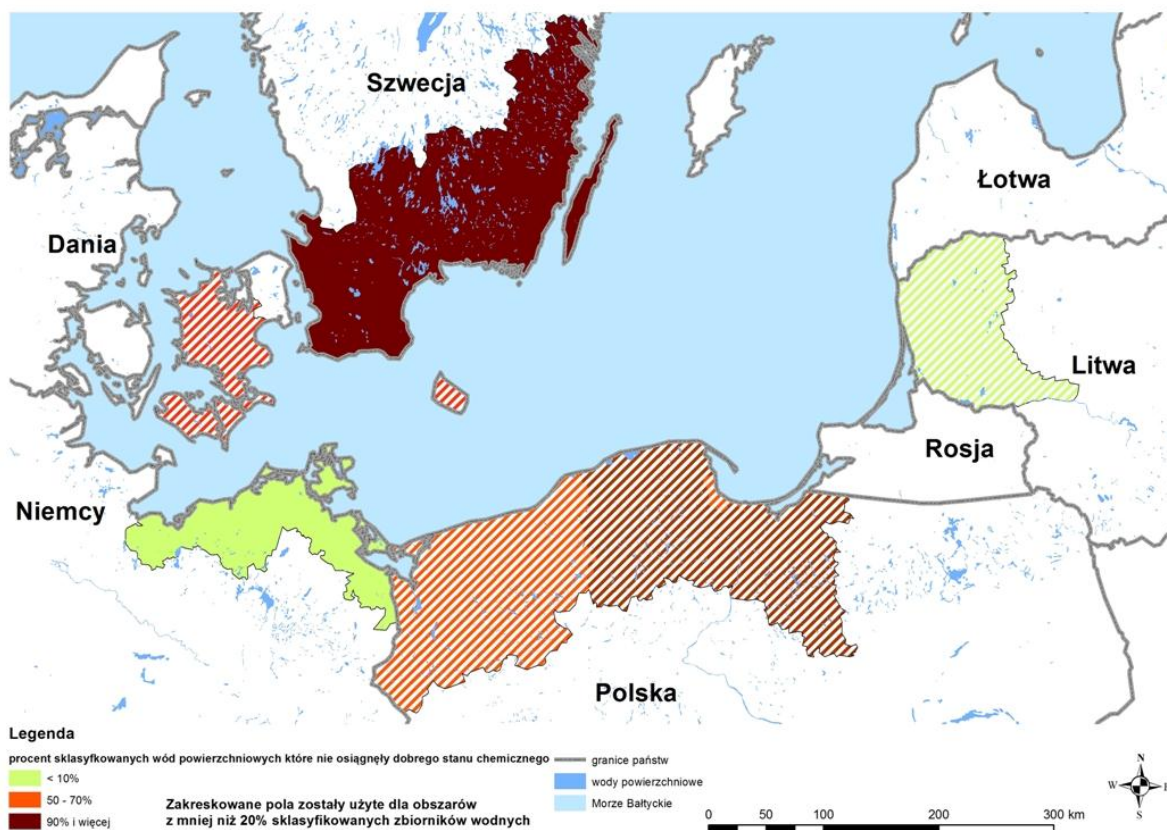 Szwecja
Łotwa
Dania
Litwa
Rosja
Niemcy
Polska
Legenda
procent sklasyfkowanych wód powierzchniowych które nie osiągnęły dobrego stanu chemicznego
< 10%
50 - 70%
90% i więcej
Zakreskowane pola zostały użyte dla obszarów
z mniej niż 20% sklasyfikowanych zbiorników wodnych
granice państw
wody powierzchniowe
Morze Bałtyckie
N
W
E
S
0 50 100 200 300 km